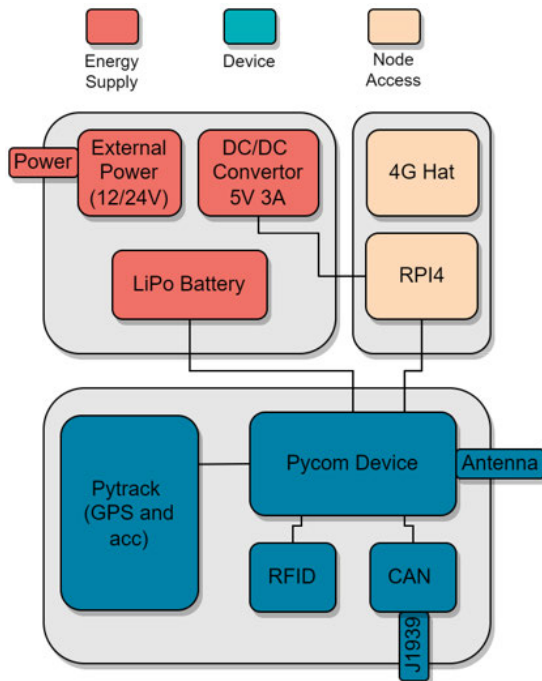 Energy
Supply
Device
Node
Access
Power
External
Power
(12/24V)
DC/DC
Convertor
5V 3A
4G Hat
LiPo Battery
RPI4
Pytrack
(GPS and
acc)
Pycom Device
Antenna
RFID
CAN
J1939